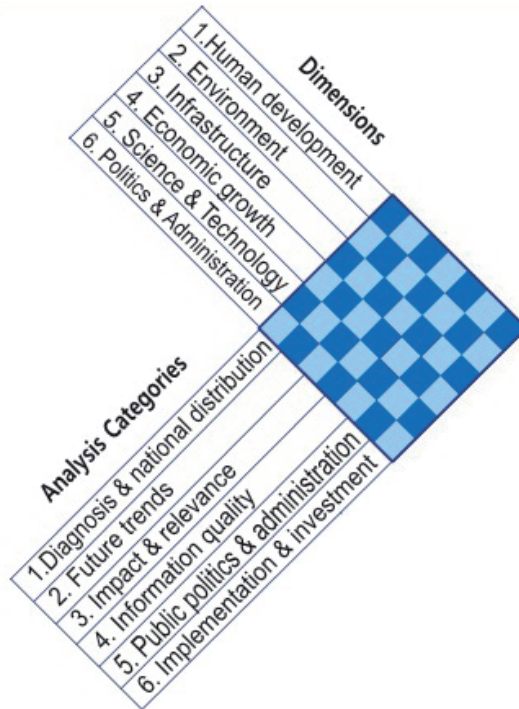 Dimensions
1.Human development
2. Environment
3. Infrastructure
4. Economic growth
5. Science & Technology
6. Politics & Administration
Analysis Categories
1.Diagnosis & national distribution
2. Future trends
3. Impact & relevance
4. Information quality
5. Public politics & administration
6. Implementation & investment